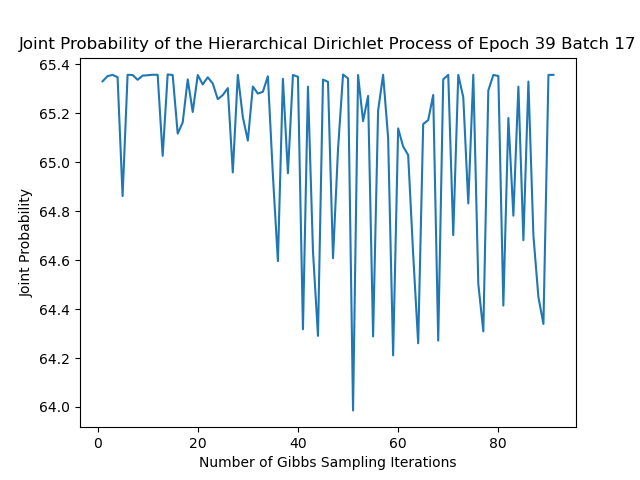 Joint Probability of the Hierarchical Dirichlet Process of Epoch 39 Batch 17
65.4
65.2
65.0
64.8
64.6
64.4
64.2
64.0
Joint Probability
0 20 40 60 80
Number of Gibbs Sampling Iterations